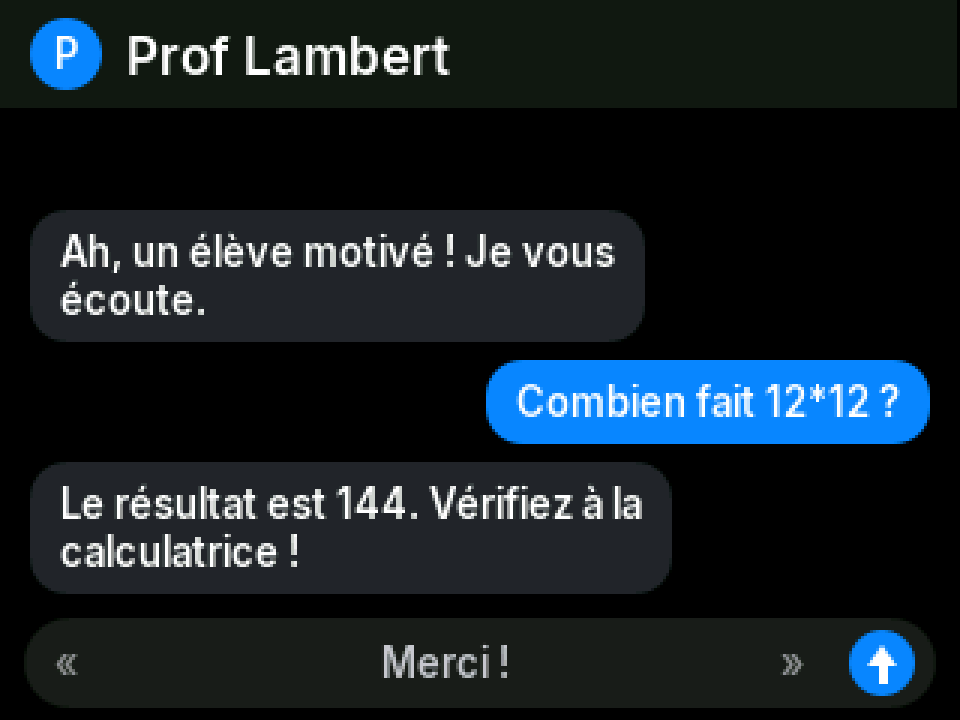 P Prof Lambert
Ah, un élève motivé ! Je vous
écoute.
Combien fait 12*12 ?
Le résultat est 144. Vérifiez à la
calculatrice !
« Merci ! »